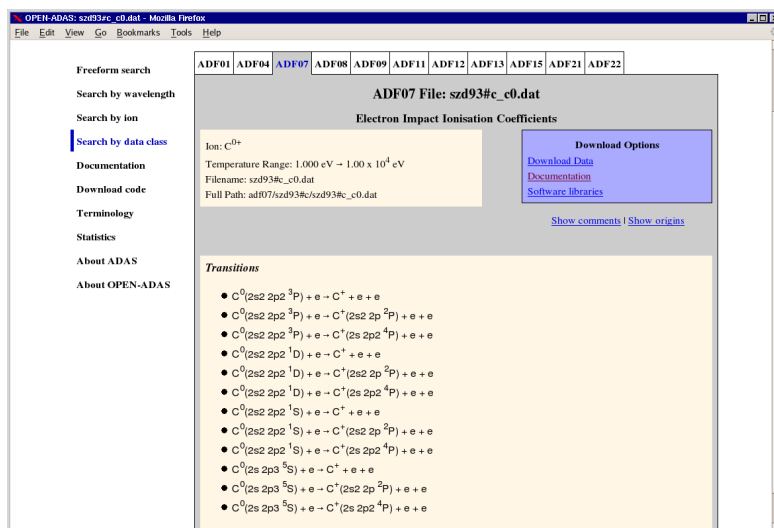 OPEN-ADAS: szd93#c_c0.dat - Mozilla Firefox
File Edit View Go Bookmarks Tools Help
ADF01 ADF04 ADF07 ADF08 ADF09 ADF11 ADF12 ADF13 ADF15 ADF21 ADF22
Freeform search
Search by wavelength
Search by ion
Search by data class
Documentation
Download code
Terminology
Statistics
About ADAS
About OPEN-ADAS
ADF07 File: szd93#c_c0.dat
Electron Impact Ionisation Coefficients
Ion: C⁰⁺
Temperature Range: 1.000 eV → 1.00 x 10⁴ eV
Filename: szd93#c_c0.dat
Full Path: adf07/szd93#c/szd93#c_c0.dat
Download Options
Download Data
Documentation
Software libraries
Show comments | Show origins
Transitions
● C⁰(2s2 2p2 ³P) + e → C⁺ + e + e
● C⁰(2s2 2p2 ³P) + e → C⁺(2s2 2p ²P) + e + e
● C⁰(2s2 2p2 ³P) + e → C⁺(2s 2p2 ⁴P) + e + e
● C⁰(2s2 2p2 ¹D) + e → C⁺ + e + e
● C⁰(2s2 2p2 ¹D) + e → C⁺(2s2 2p ²P) + e + e
● C⁰(2s2 2p2 ¹D) + e → C⁺(2s 2p2 ⁴P) + e + e
● C⁰(2s2 2p2 ¹S) + e → C⁺ + e + e
● C⁰(2s2 2p2 ¹S) + e → C⁺(2s2 2p ²P) + e + e
● C⁰(2s2 2p2 ¹S) + e → C⁺(2s 2p2 ⁴P) + e + e
● C⁰(2s 2p3 ⁵S) + e → C⁺ + e + e
● C⁰(2s 2p3 ⁵S) + e → C⁺(2s2 2p ²P) + e + e
● C⁰(2s 2p3 ⁵S) + e → C⁺(2s 2p2 ⁴P) + e + e